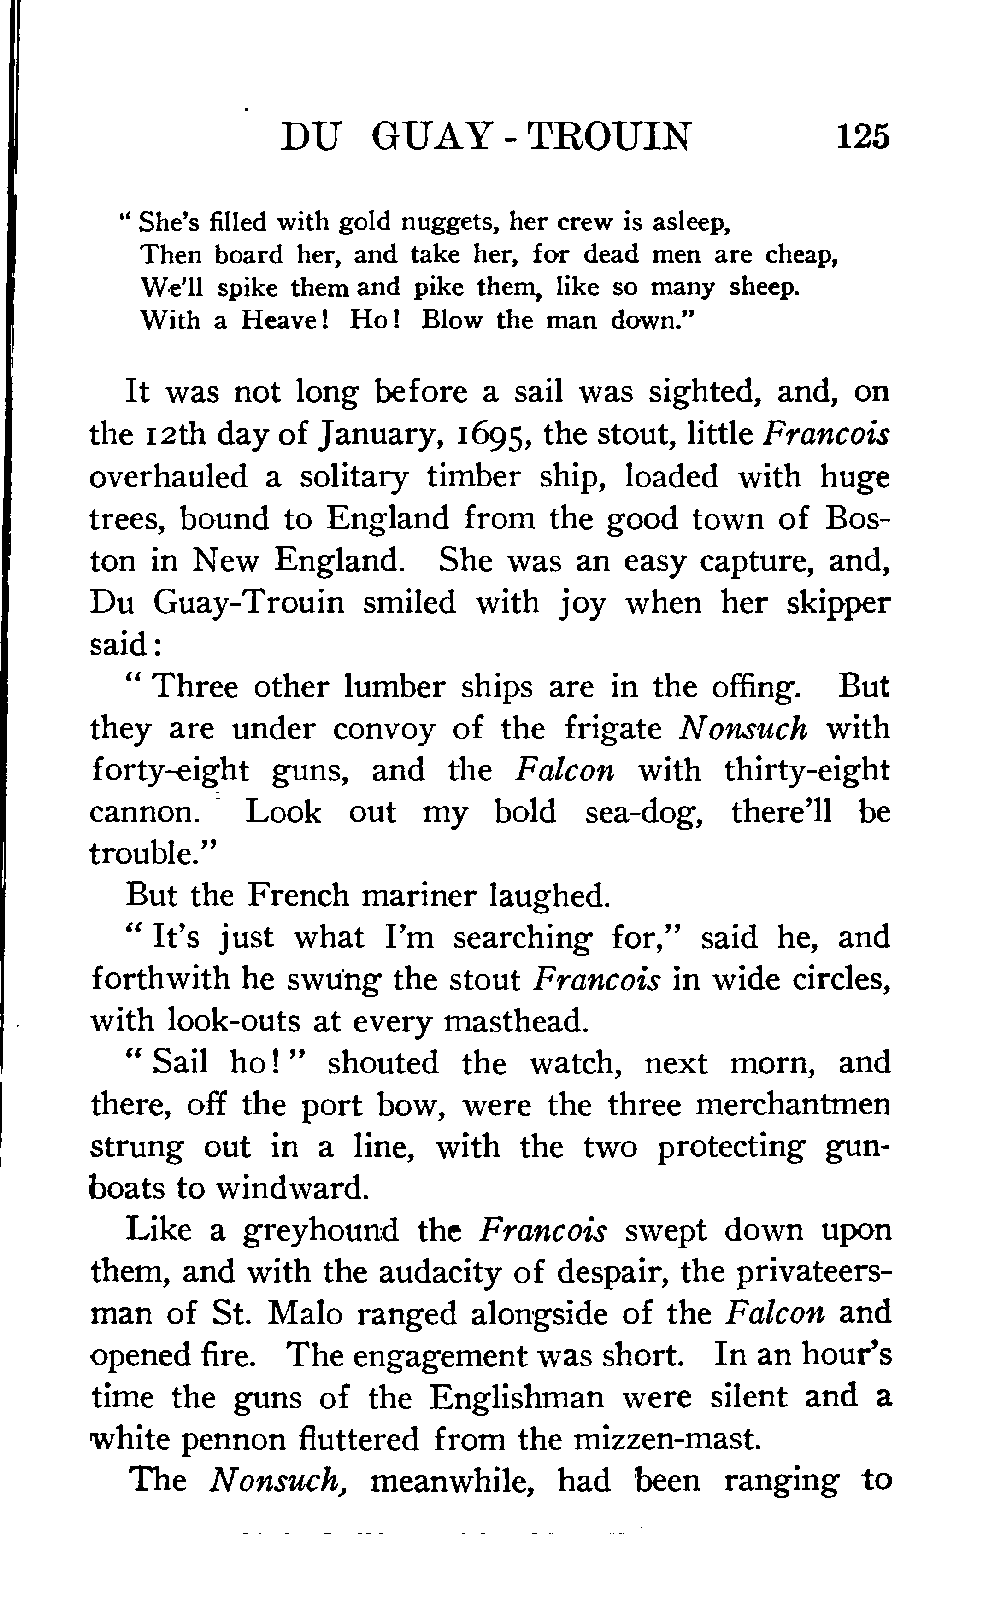 DU GUAY-TROUIN 125
“ She’s filled with gold nuggets, her crew is asleep,
Then board her, and take her, for dead men are cheap,
We’ll spike them and pike them, like so many sheep.
With a Heave! Ho! Blow the man down.”
It was not long before a sail was sighted, and, on
the 12th day of January, 1695, the stout, little Francois
overhauled a solitary timber ship, loaded with huge
trees, bound to England from the good town of Bos-
ton in New England. She was an easy capture, and,
Du Guay-Trouin smiled with joy when her skipper
said:
“ Three other lumber ships are in the offing. But
they are under convoy of the frigate Nonsuch with
forty-eight guns, and the Falcon with thirty-eight
cannon. Look out my bold sea-dog, there’ll be
trouble.”
But the French mariner laughed.
“ It’s just what I’m searching for,” said he, and
forthwith he swung the stout Francois in wide circles,
with look-outs at every masthead.
“ Sail ho! ” shouted the watch, next morn, and
there, off the port bow, were the three merchantmen
strung out in a line, with the two protecting gun-
boats to windward.
Like a greyhound the Francois swept down upon
them, and with the audacity of despair, the privateers-
man of St. Malo ranged alongside of the Falcon and
opened fire. The engagement was short. In an hour’s
time the guns of the Englishman were silent and a
white pennon fluttered from the mizzen-mast.
The Nonsuch, meanwhile, had been ranging to